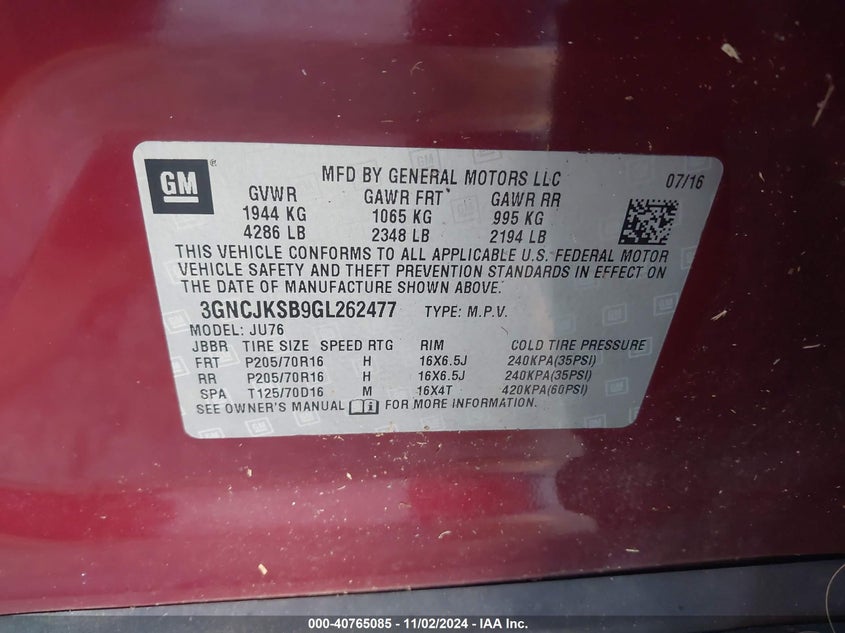 GM ® MFD BY GENERAL MOTORS LLC 07/16
GVWR GAWR FRT GAWR RR
1944 KG 1065 KG 995 KG
4286 LB 2348 LB 2194 LB
THIS VEHICLE CONFORMS TO ALL APPLICABLE U.S. FEDERAL MOTOR
VEHICLE SAFETY AND THEFT PREVENTION STANDARDS IN EFFECT ON
THE DATE OF MANUFACTURE SHOWN ABOVE.
3GNCJKSB9GL262477 TYPE: M.P.V.
MODEL: JU76
JBBR TIRE SIZE SPEED RTG RIM COLD TIRE PRESSURE
FRT P205/70R16 H 16X6.5J 240KPA(35PSI)
RR P205/70R16 H 16X6.5J 240KPA(35PSI)
SPA T125/70D16 M 16X4T 420KPA(60PSI)
SEE OWNER'S MANUAL FOR MORE INFORMATION.
000-40765085 - 11/02/2024 - IAA Inc.